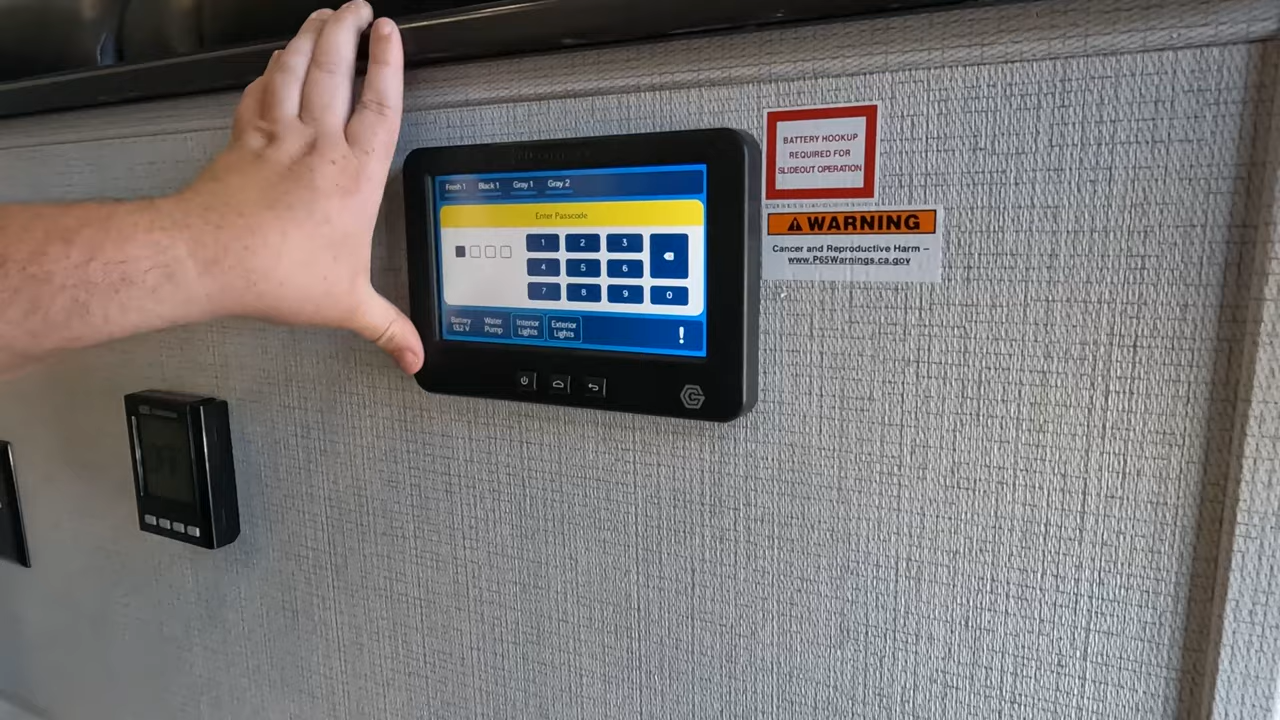 Fresh 1 Black 1 Gray 1 Gray 2
Enter Passcode
1 2 3
4 5 6
7 8 9 0
Battery
13.2 V
Water
Pump
Interior
Lights
Exterior
Lights
!
BATTERY HOOKUP
REQUIRED FOR
SLIDEOUT OPERATION
WARNING
Cancer and Reproductive Harm –
www.P65Warnings.ca.gov